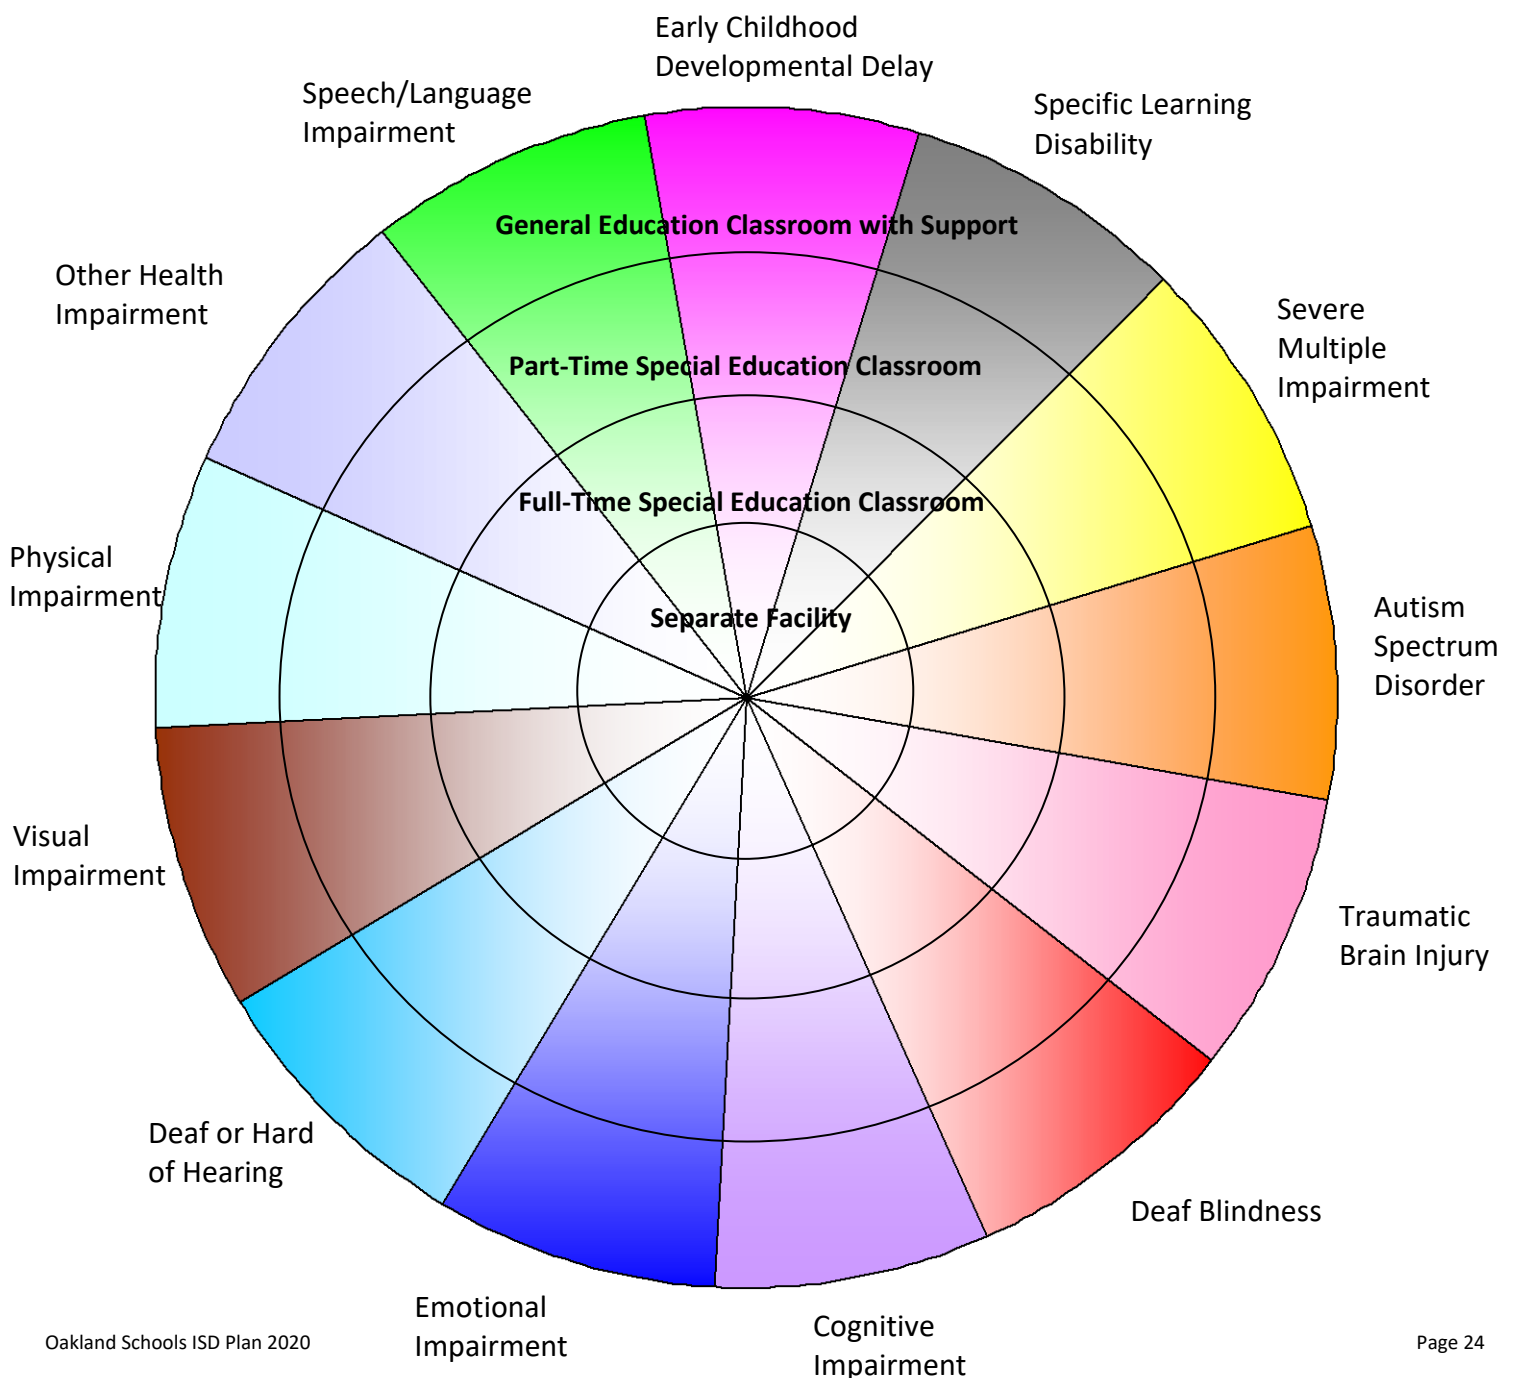 Early Childhood
Developmental Delay
Speech/Language
Impairment
Specific Learning
Disability
General Education Classroom with Support
Other Health
Impairment
Severe
Multiple
Impairment
Part-Time Special Education Classroom
Full-Time Special Education Classroom
Physical
Impairment
Separate Facility
Autism
Spectrum
Disorder
Visual
Impairment
Traumatic
Brain Injury
Deaf or Hard
of Hearing
Deaf Blindness
Emotional
Impairment
Cognitive
Impairment
Oakland Schools ISD Plan 2020
Page 24